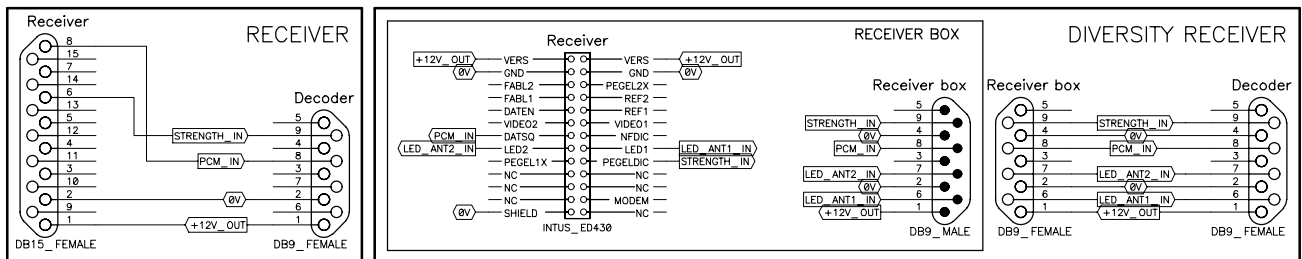 RECEIVER
Receiver
8
15
7
14
6
13
5
12
4
11
3
10
2
9
1
DB15_FEMALE
STRENGTH_IN
PCM_IN
0V
+12V_OUT
Decoder
5
9
4
8
3
7
2
6
1
DB9_FEMALE
RECEIVER BOX
Receiver
+12V_OUT VERS VERS +12V_OUT
0V GND GND 0V
FABL2 PEGEL2X
FABL1 REF2
DATEN REF1
VIDEO2 VIDEO1
PCM_IN DATSQ NFDIC
LED_ANT2_IN LED2 LED1 LED_ANT1_IN
PEGEL1X PEGELDIC STRENGTH_IN
NC NC
NC NC
NC MODEM
0V SHIELD NC
INTUS_ED430
Receiver box
5
STRENGTH_IN 9
0V 4
PCM_IN 8
3
LED_ANT2_IN 7
0V 2
LED_ANT1_IN 6
+12V_OUT 1
DB9_MALE
DIVERSITY RECEIVER
Receiver box Decoder
5 5
9 STRENGTH_IN 9
4 0V 4
8 PCM_IN 8
3 3
7 LED_ANT2_IN 7
2 0V 2
6 LED_ANT1_IN 6
1 +12V_OUT 1
DB9_FEMALE DB9_FEMALE